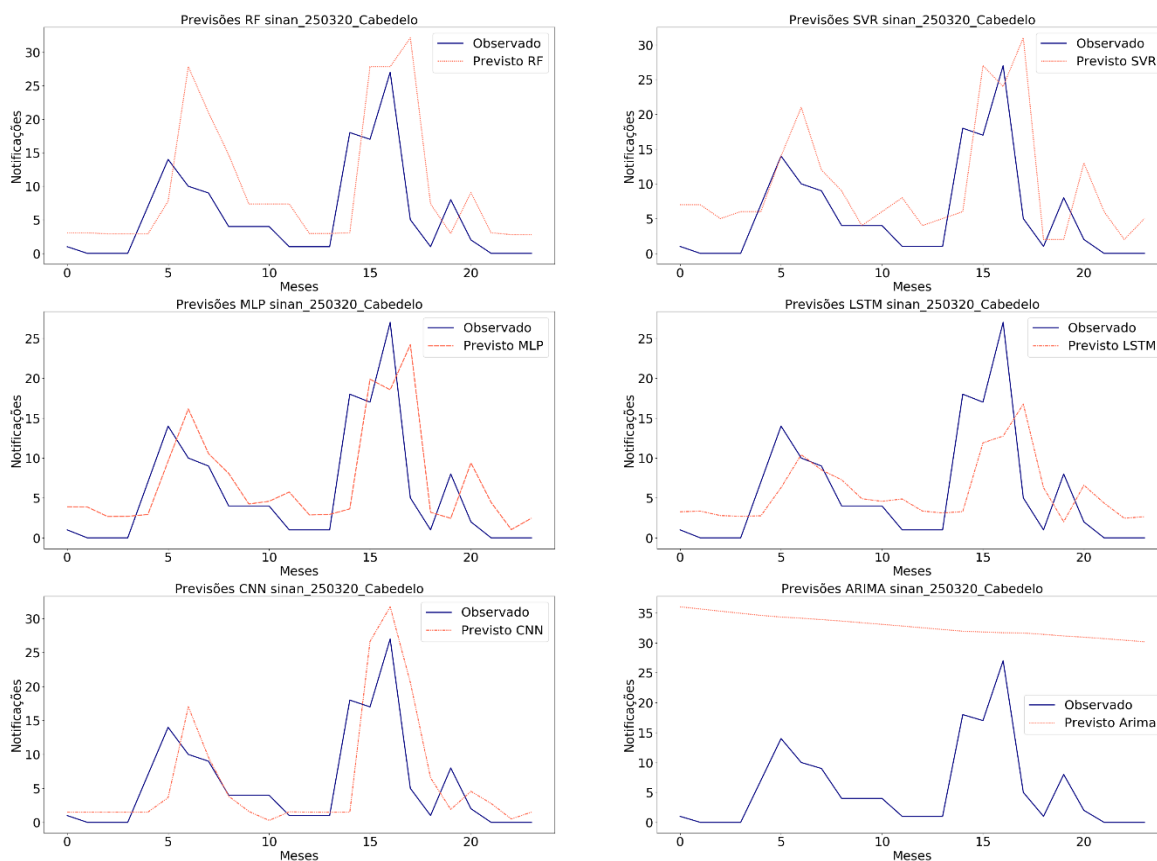 Previsões RF sinan_250320_Cabedelo
Notificações
30
25
20
15
10
5
0
Observado
Previsto RF
0 5 10 15 20
Meses
Previsões SVR sinan_250320_Cabedelo
Notificações
30
25
20
15
10
5
0
Observado
Previsto SVR
0 5 10 15 20
Meses
Previsões MLP sinan_250320_Cabedelo
Notificações
25
20
15
10
5
0
Observado
Previsto MLP
0 5 10 15 20
Meses
Previsões LSTM sinan_250320_Cabedelo
Notificações
25
20
15
10
5
0
Observado
Previsto LSTM
0 5 10 15 20
Meses
Previsões CNN sinan_250320_Cabedelo
Notificações
30
25
20
15
10
5
0
Observado
Previsto CNN
0 5 10 15 20
Meses
Previsões ARIMA sinan_250320_Cabedelo
Notificações
35
30
25
20
15
10
5
0
Observado
Previsto Arima
0 5 10 15 20
Meses